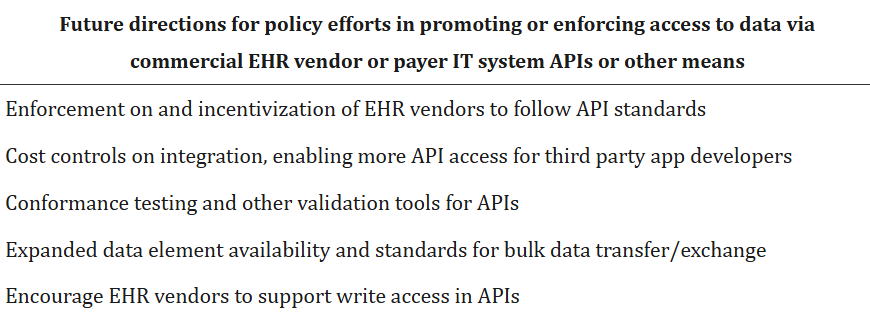 Future directions for policy efforts in promoting or enforcing access to data via
commercial EHR vendor or payer IT system APIs or other means
Enforcement on and incentivization of EHR vendors to follow API standards
Cost controls on integration, enabling more API access for third party app developers
Conformance testing and other validation tools for APIs
Expanded data element availability and standards for bulk data transfer/exchange
Encourage EHR vendors to support write access in APIs